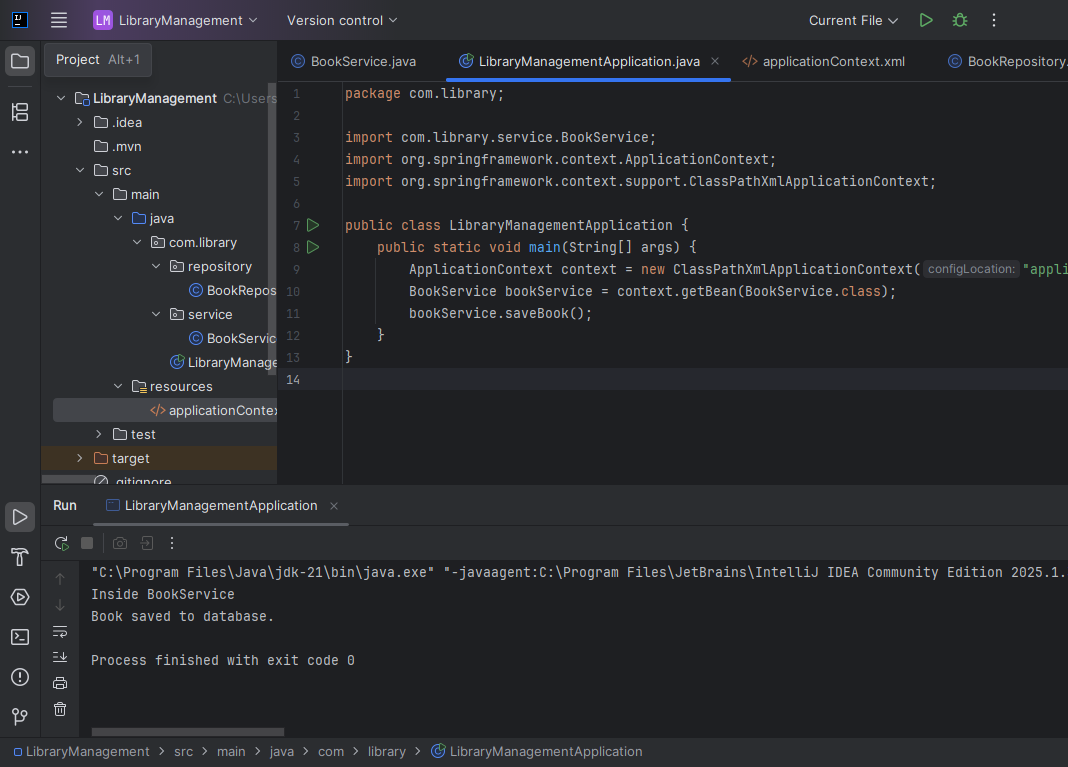 LM LibraryManagement Version control Current File
Project Alt+1
BookService.java LibraryManagementApplication.java applicationContext.xml BookRepository.
LibraryManagement C:\Users
.idea
.mvn
src
main
java
com.library
repository
BookRepos
service
BookServic
LibraryManage
resources
applicationContex
test
target
.gitignore
1 package com.library;
2
3 import com.library.service.BookService;
4 import org.springframework.context.ApplicationContext;
5 import org.springframework.context.support.ClassPathXmlApplicationContext;
6
7 public class LibraryManagementApplication {
8 public static void main(String[] args) {
9 ApplicationContext context = new ClassPathXmlApplicationContext( configLocation: "appli
10 BookService bookService = context.getBean(BookService.class);
11 bookService.saveBook();
12 }
13 }
14
Run LibraryManagementApplication
"C:\Program Files\Java\jdk-21\bin\java.exe" "-javaagent:C:\Program Files\JetBrains\IntelliJ IDEA Community Edition 2025.1.
Inside BookService
Book saved to database.
Process finished with exit code 0
LibraryManagement > src > main > java > com > library > LibraryManagementApplication